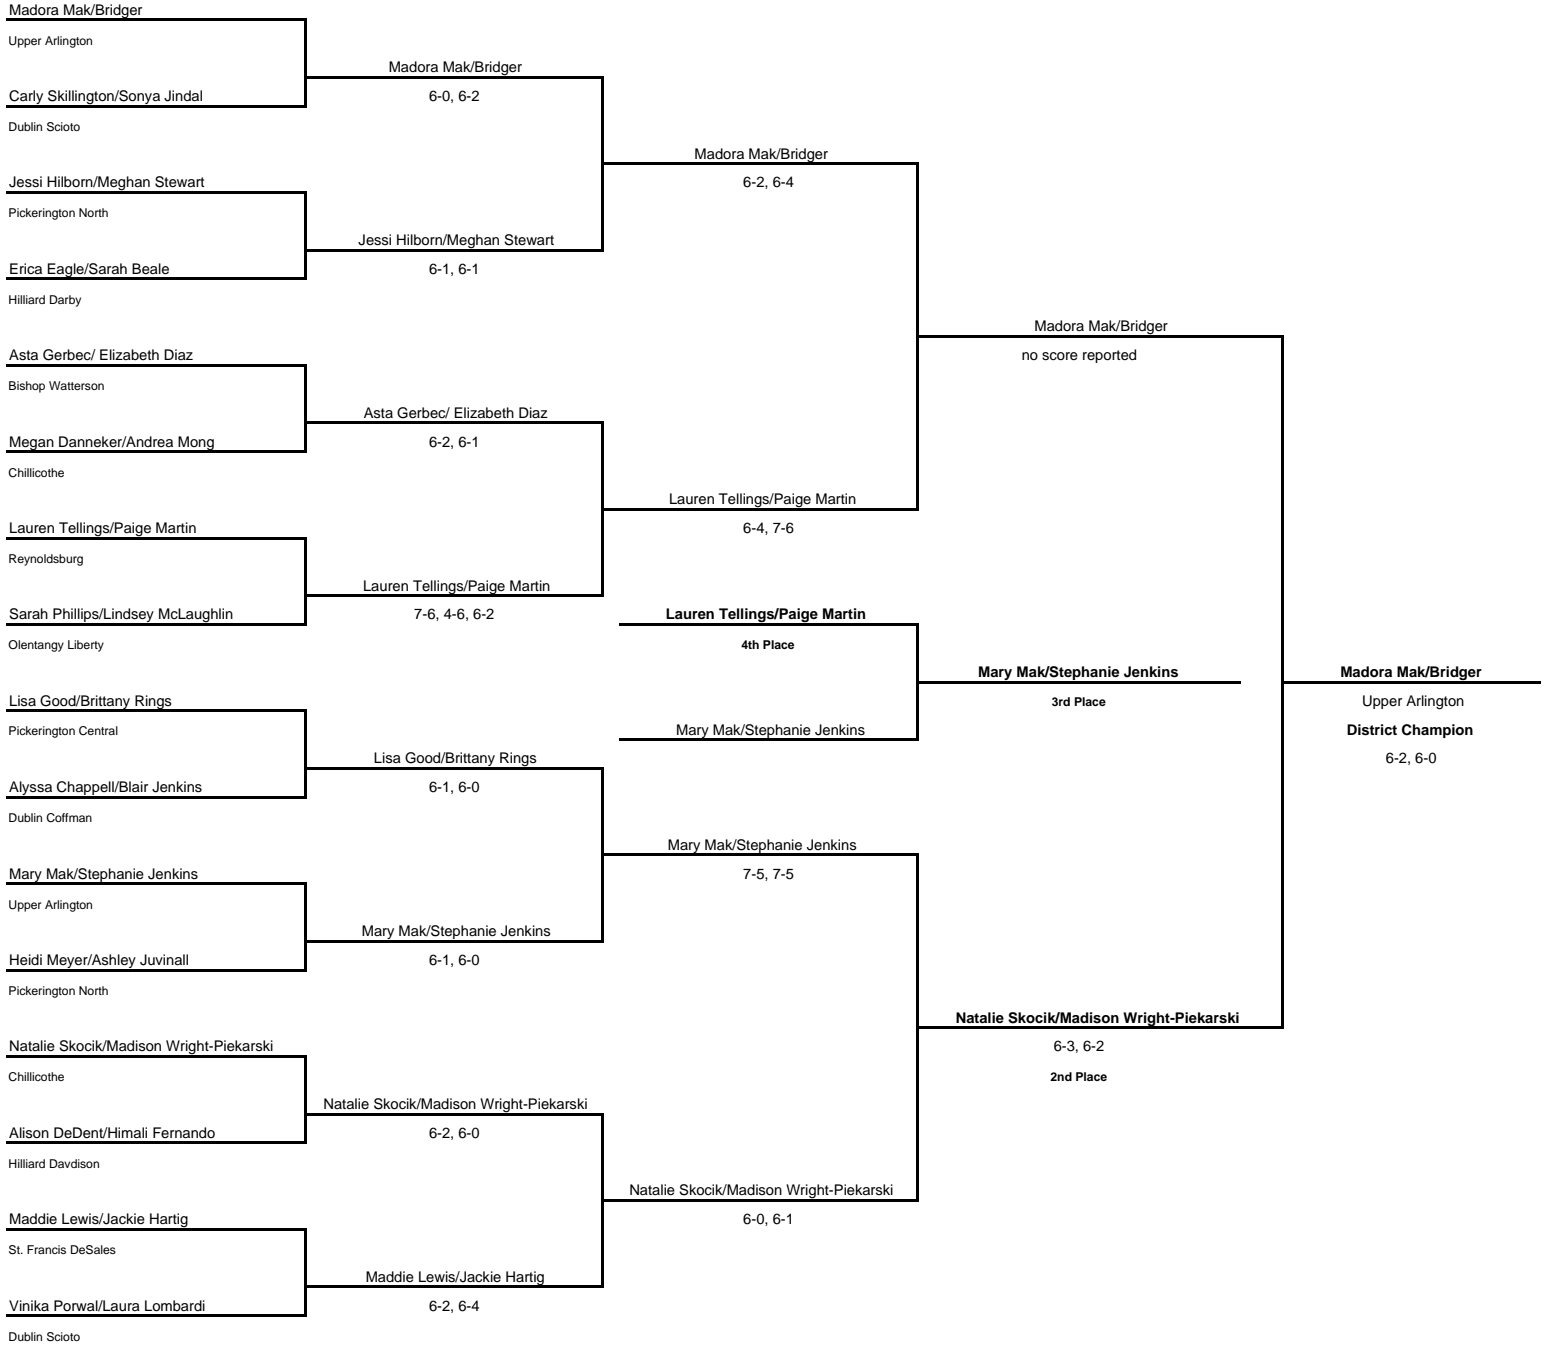 Madora Mak/Bridger
Upper Arlington
Madora Mak/Bridger
Carly Skillington/Sonya Jindal
6-0, 6-2
Dublin Scioto
Madora Mak/Bridger
Jessi Hilborn/Meghan Stewart
6-2, 6-4
Pickerington North
Jessi Hilborn/Meghan Stewart
Erica Eagle/Sarah Beale
6-1, 6-1
Hilliard Darby
Madora Mak/Bridger
Asta Gerbec/ Elizabeth Diaz
no score reported
Bishop Watterson
Asta Gerbec/ Elizabeth Diaz
Megan Danneker/Andrea Mong
6-2, 6-1
Chillicothe
Lauren Tellings/Paige Martin
Lauren Tellings/Paige Martin
6-4, 7-6
Reynoldsburg
Lauren Tellings/Paige Martin
Sarah Phillips/Lindsey McLaughlin
7-6, 4-6, 6-2
Lauren Tellings/Paige Martin
Olentangy Liberty
4th Place
Mary Mak/Stephanie Jenkins
Madora Mak/Bridger
Lisa Good/Brittany Rings
3rd Place
Upper Arlington
Pickerington Central
Mary Mak/Stephanie Jenkins
District Champion
Lisa Good/Brittany Rings
6-2, 6-0
Alyssa Chappell/Blair Jenkins
6-1, 6-0
Dublin Coffman
Mary Mak/Stephanie Jenkins
Mary Mak/Stephanie Jenkins
7-5, 7-5
Upper Arlington
Mary Mak/Stephanie Jenkins
Heidi Meyer/Ashley Juvinall
6-1, 6-0
Pickerington North
Natalie Skocik/Madison Wright-Piekarski
Natalie Skocik/Madison Wright-Piekarski
6-3, 6-2
Chillicothe
2nd Place
Natalie Skocik/Madison Wright-Piekarski
Alison DeDent/Himali Fernando
6-2, 6-0
Hilliard Davdison
Natalie Skocik/Madison Wright-Piekarski
Maddie Lewis/Jackie Hartig
6-0, 6-1
St. Francis DeSales
Maddie Lewis/Jackie Hartig
Vinika Porwal/Laura Lombardi
6-2, 6-4
Dublin Scioto